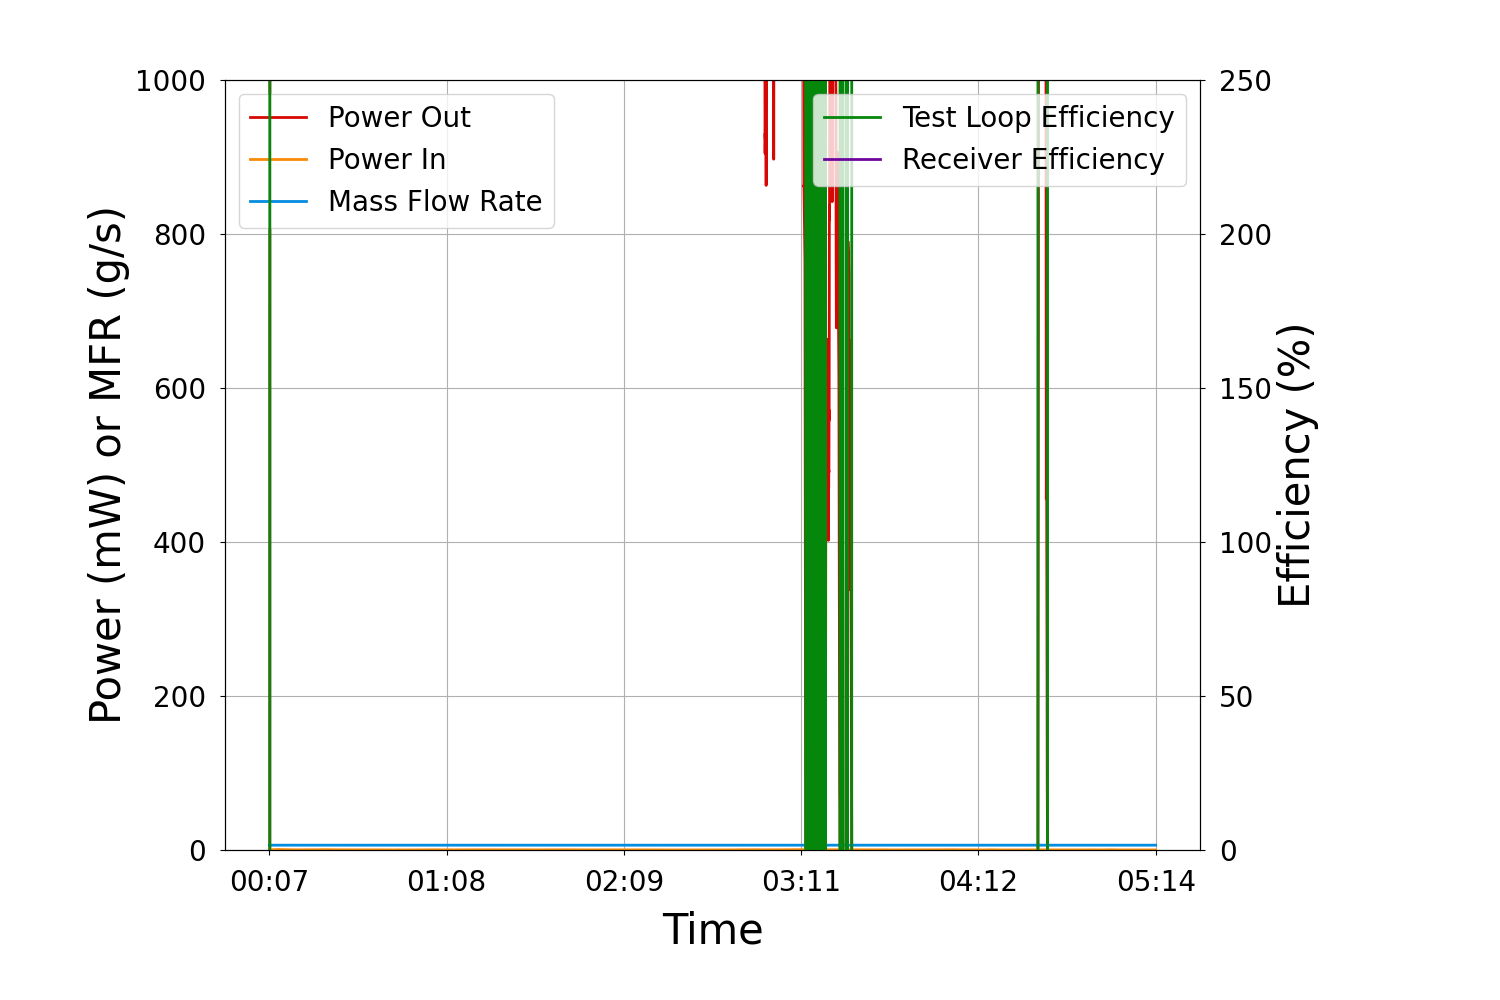 1000
800
600
400
200
0
Power (mW) or MFR (g/s)
Power Out
Power In
Mass Flow Rate
Test Loop Efficiency
Receiver Efficiency
250
200
150
100
50
0
Efficiency (%)
00:07 01:08 02:09 03:11 04:12 05:14
Time